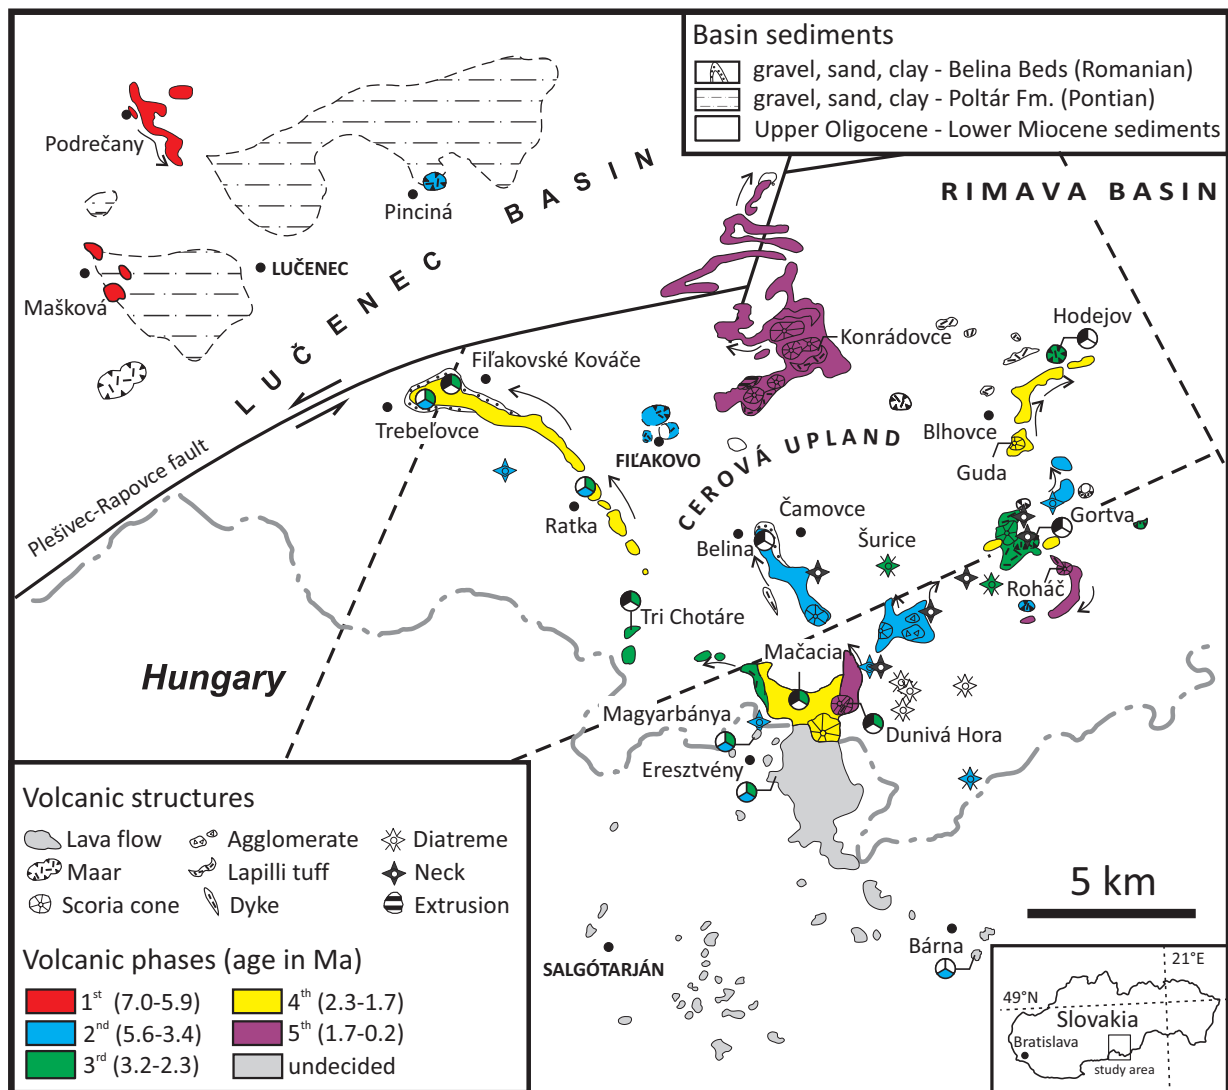 Basin sediments
gravel, sand, clay - Belina Beds (Romanian)
gravel, sand, clay - Poltár Fm. (Pontian)
Upper Oligocene - Lower Miocene sediments
Podrečany
Pinciná
LUČENEC BASIN
RIMAVA BASIN
LUČENEC
Mašková
Konrádovce
Hodejov
Fiľakovské Kováče
Trebeľovce
FIĽAKOVO
Blhovce
Guda
CEROVÁ UPLAND
Plešivec-Rapovce fault
Ratka
Belina
Čamovce
Šurice
Gortva
Roháč
Tri Chotáre
Mačacia
Hungary
Magyarbánya
Dunivá Hora
Eresztvény
Volcanic structures
Lava flow
Agglomerate
Diatreme
Maar
Lapilli tuff
Neck
Scoria cone
Dyke
Extrusion
5 km
Bárna
SALGÓTARJÁN
Volcanic phases (age in Ma)
1st (7.0-5.9)
4th (2.3-1.7)
2nd (5.6-3.4)
5th (1.7-0.2)
3rd (3.2-2.3)
undecided
21°E
49°N
Slovakia
Bratislava
study area